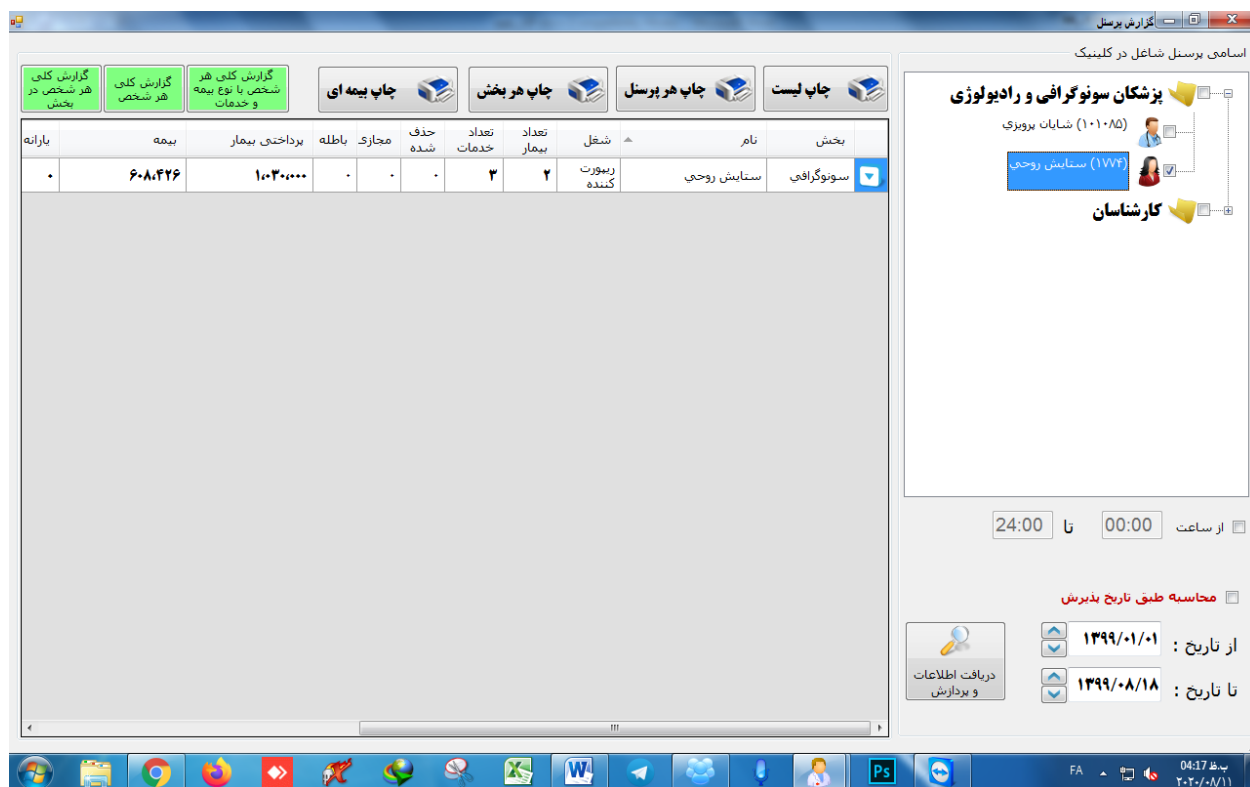 گزارش پرسنل
اسامی پرسنل شاغل در کلینیک
پزشکان سونوگرافی و رادیولوژی
(۱۰۱۰۸۵) شایان پرویزي
(۱۷۷۴) ستایش روحي
کارشناسان
از ساعت 00:00 تا 24:00
محاسبه طبق تاریخ پذیرش
از تاریخ : ۱۳۹۹/۰۱/۰۱
تا تاریخ : ۱۳۹۹/۰۸/۱۸
دریافت اطلاعات
و پردازش
چاپ لیست
چاپ هر پرسنل
چاپ هر بخش
چاپ بیمه ای
گزارش کلی هر
شخص با نوع بیمه
و خدمات
گزارش کلی
هر شخص
گزارش کلی
هر شخص در
بخش
بخش نام شغل تعداد بیمار تعداد خدمات حذف شده مجازی باطله پرداختی بیمار بیمه یارانه
سونوگرافي ستایش روحي ریپورت کننده ۲ ۳ ۰ ۰ ۰ ۱،۰۳۰،۰۰۰ ۶۰۸،۴۲۶ ۰
W
Ps
FA
04:17 ب.ظ
۲۰۲۰/۰۸/۱۱